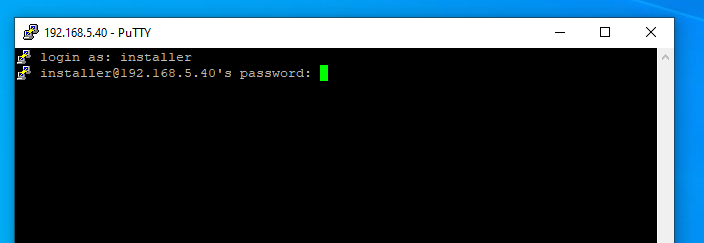 192.168.5.40 - PuTTY
login as: installer
installer@192.168.5.40's password: